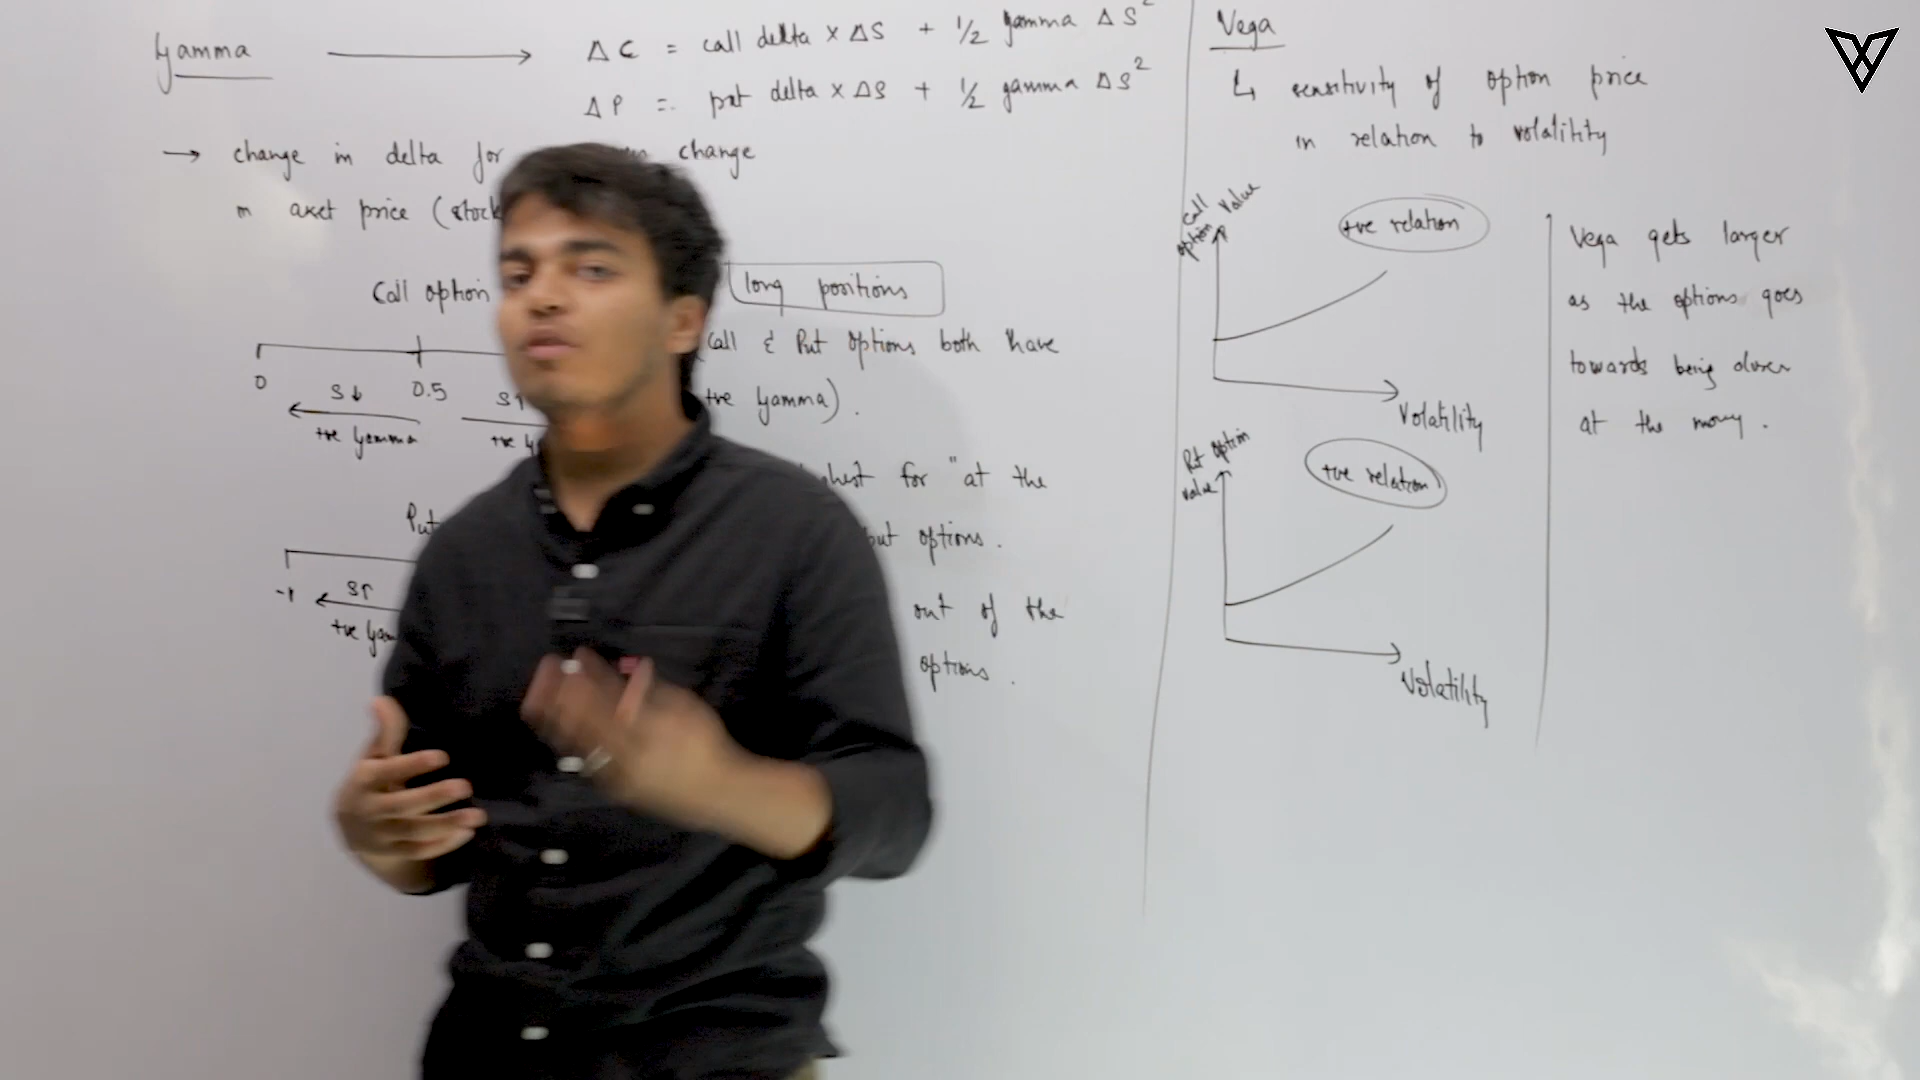 Gamma
ΔC = call delta x ΔS + 1/2 gamma ΔS²
ΔP = put delta x ΔS + 1/2 gamma ΔS²
→ change in delta for change
in asset price (stock
Call option
long positions
0 0.5
S↓ S↑
+ve Gamma +ve
Call & Put options both have
+ve Gamma).
for "at the
put options.
Put
-1
S↑
+ve
out of the
options.
Vega
↳ sensitivity of option price
in relation to volatility
Call
option value
+ve relation
Volatility
Put option
value
+ve relation
Volatility
Vega gets larger
as the options goes
towards being closer
at the money.